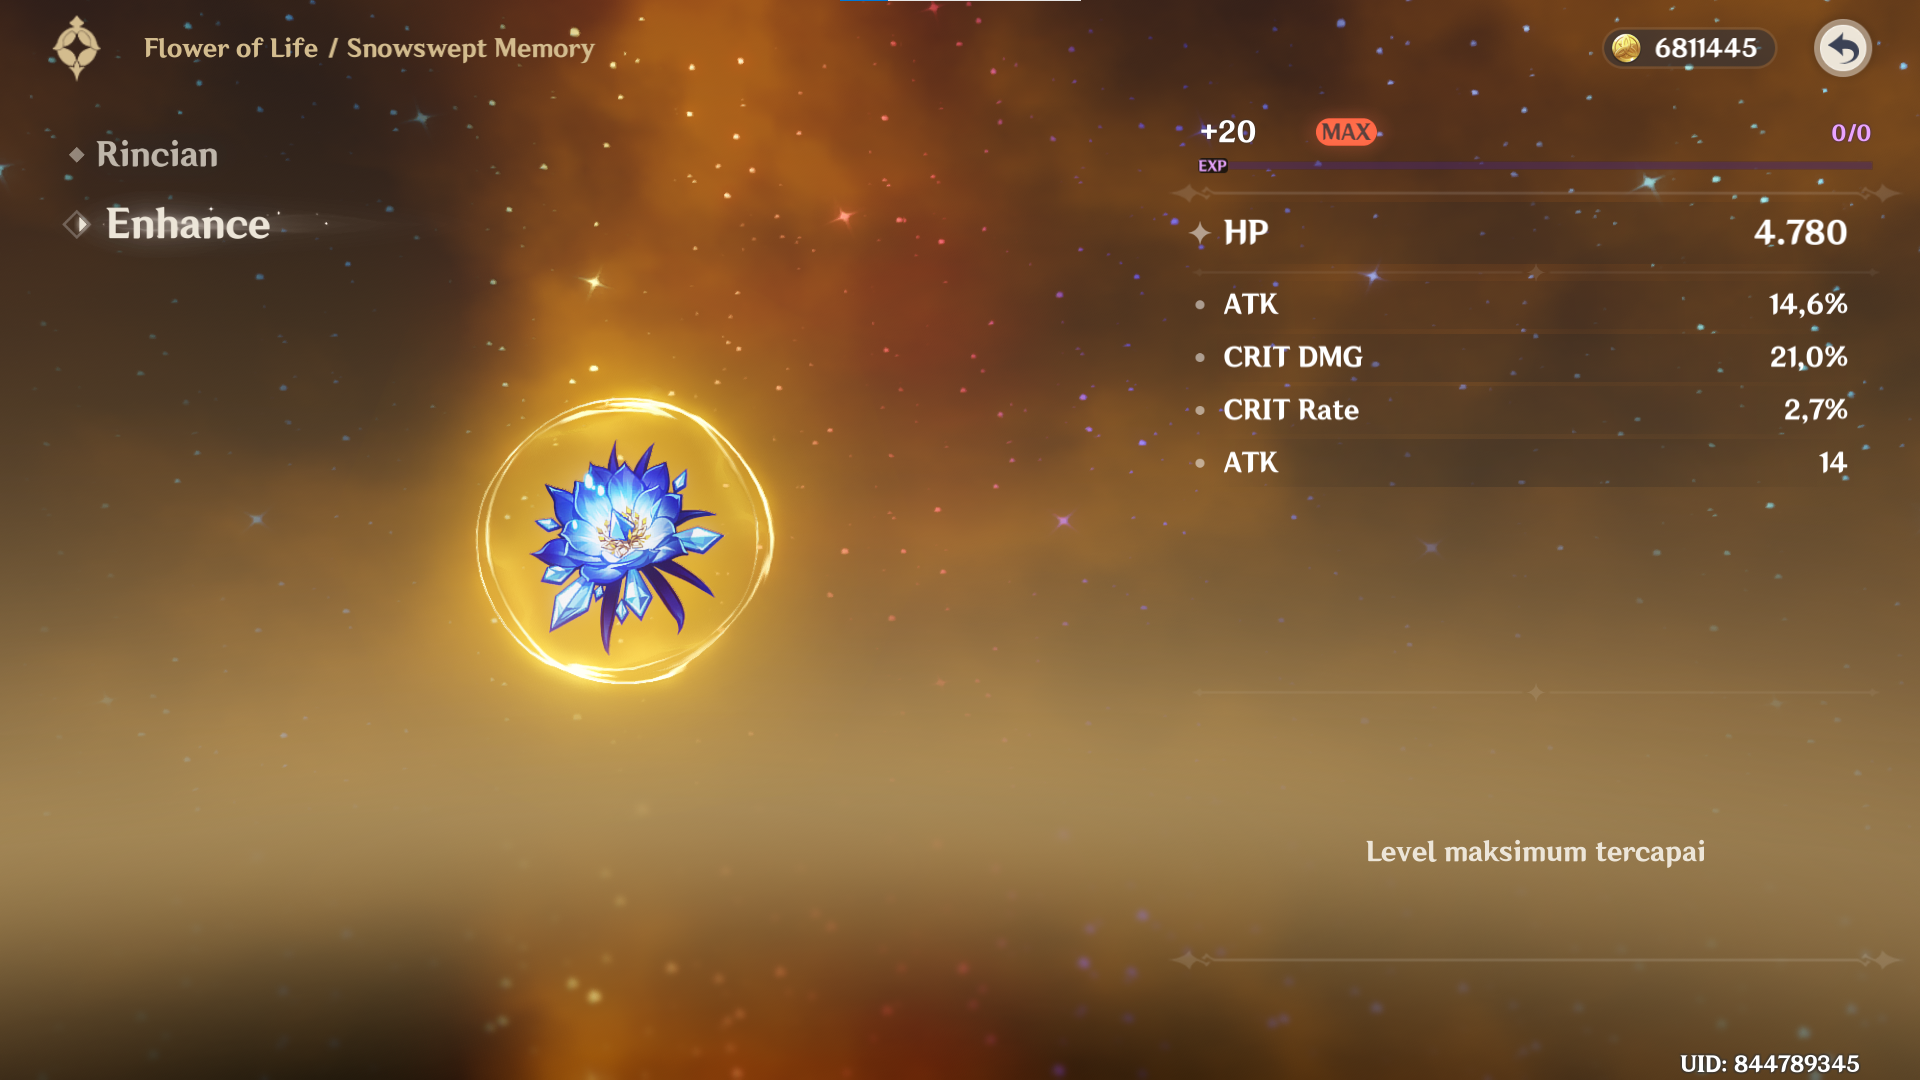 Flower of Life / Snowswept Memory
6811445
Rincian
Enhance
+20 MAX 0/0
EXP
HP 4.780
ATK 14,6%
CRIT DMG 21,0%
CRIT Rate 2,7%
ATK 14
Level maksimum tercapai
UID: 844789345